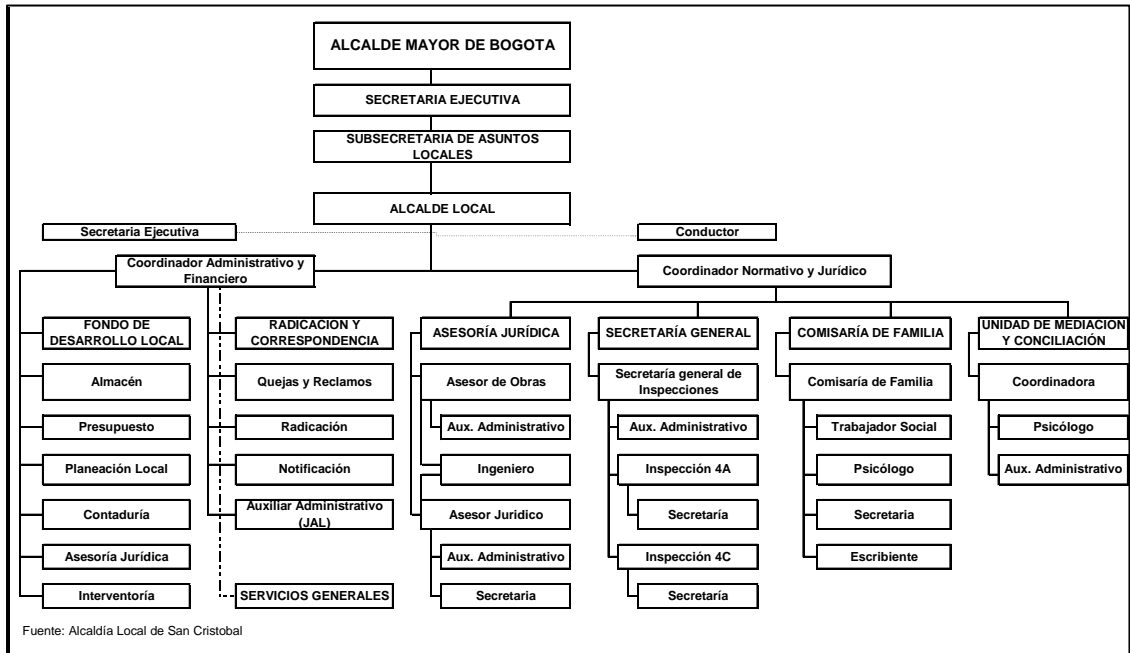 ALCALDE MAYOR DE BOGOTA
SECRETARIA EJECUTIVA
SUBSECRETARIA DE ASUNTOS
LOCALES
ALCALDE LOCAL
Secretaria Ejecutiva
Conductor
Coordinador Administrativo y
Financiero
Coordinador Normativo y Jurídico
FONDO DE
DESARROLLO LOCAL
Almacén
Presupuesto
Planeación Local
Contaduría
Asesoría Jurídica
Interventoría
RADICACION Y
CORRESPONDENCIA
Quejas y Reclamos
Radicación
Notificación
Auxiliar Administrativo
(JAL)
SERVICIOS GENERALES
ASESORÍA JURÍDICA
Asesor de Obras
Aux. Administrativo
Ingeniero
Asesor Juridico
Aux. Administrativo
Secretaria
SECRETARÍA GENERAL
Secretaría general de
Inspecciones
Aux. Administrativo
Inspección 4A
Secretaría
Inspección 4C
Secretaría
COMISARÍA DE FAMILIA
Comisaría de Familia
Trabajador Social
Psicólogo
Secretaria
Escribiente
UNIDAD DE MEDIACION
Y CONCILIACIÓN
Coordinadora
Psicólogo
Aux. Administrativo
Fuente: Alcaldía Local de San Cristobal